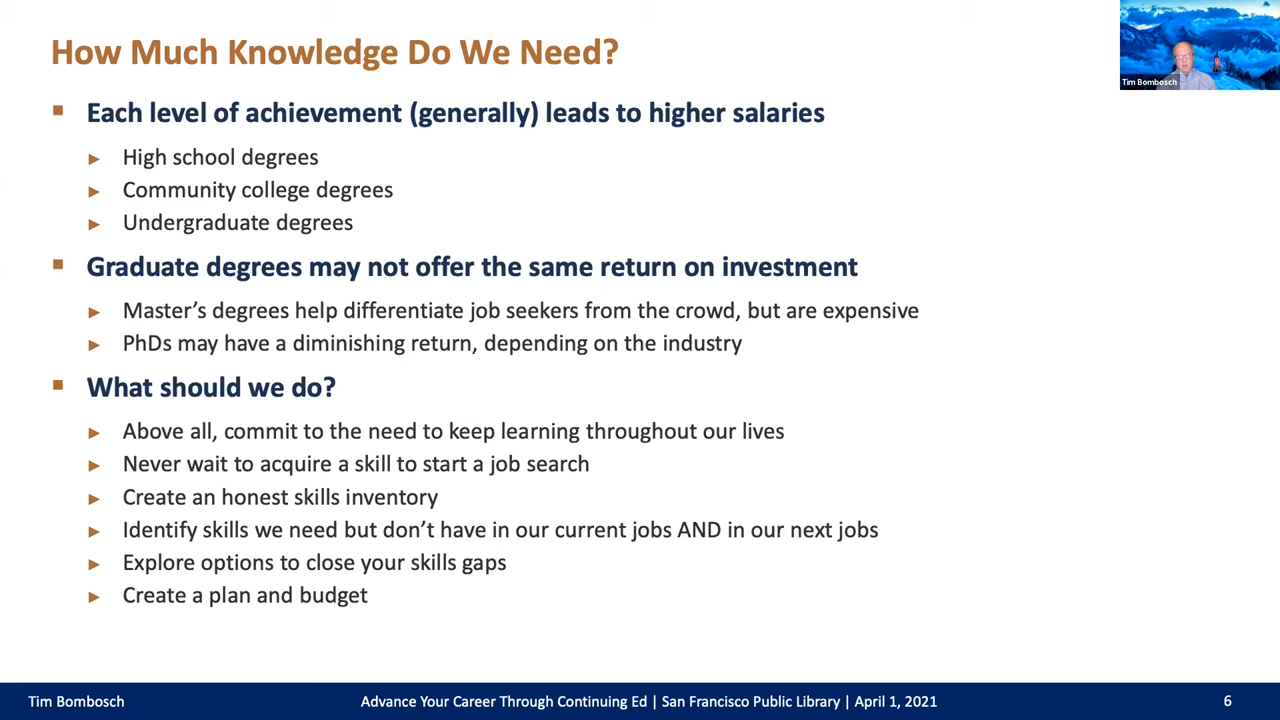 How Much Knowledge Do We Need?
Tim Bombosch
Each level of achievement (generally) leads to higher salaries
High school degrees
Community college degrees
Undergraduate degrees
Graduate degrees may not offer the same return on investment
Master’s degrees help differentiate job seekers from the crowd, but are expensive
PhDs may have a diminishing return, depending on the industry
What should we do?
Above all, commit to the need to keep learning throughout our lives
Never wait to acquire a skill to start a job search
Create an honest skills inventory
Identify skills we need but don’t have in our current jobs AND in our next jobs
Explore options to close your skills gaps
Create a plan and budget
Tim Bombosch
Advance Your Career Through Continuing Ed | San Francisco Public Library | April 1, 2021
6